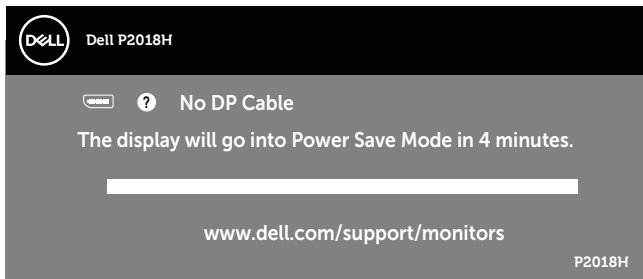 DELL
Dell P2018H
? No DP Cable
The display will go into Power Save Mode in 4 minutes.
www.dell.com/support/monitors
P2018H